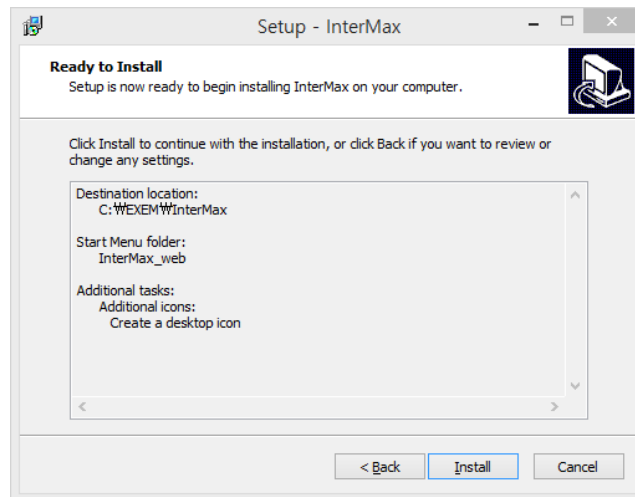 Setup - InterMax
Ready to Install
Setup is now ready to begin installing InterMax on your computer.
Click Install to continue with the installation, or click Back if you want to review or
change any settings.
Destination location:
C:₩EXEM₩InterMax
Start Menu folder:
InterMax_web
Additional tasks:
Additional icons:
Create a desktop icon
< Back
Install
Cancel